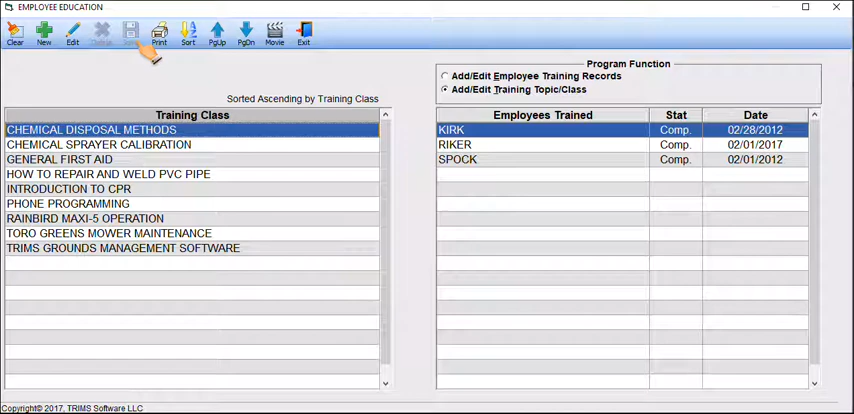 EMPLOYEE EDUCATION
Clear New Edit Print Sort PgUp PgDn Movie Exit
Program Function
Add/Edit Employee Training Records
Add/Edit Training Topic/Class
Sorted Ascending by Training Class
Training Class
CHEMICAL DISPOSAL METHODS
CHEMICAL SPRAYER CALIBRATION
GENERAL FIRST AID
HOW TO REPAIR AND WELD PVC PIPE
INTRODUCTION TO CPR
PHONE PROGRAMMING
RAINBIRD MAXI-5 OPERATION
TORO GREENS MOWER MAINTENANCE
TRIMS GROUNDS MANAGEMENT SOFTWARE
Employees Trained Stat Date
KIRK Comp. 02/28/2012
RIKER Comp. 02/01/2017
SPOCK Comp. 02/01/2012
Copyright© 2017, TRIMS Software LLC